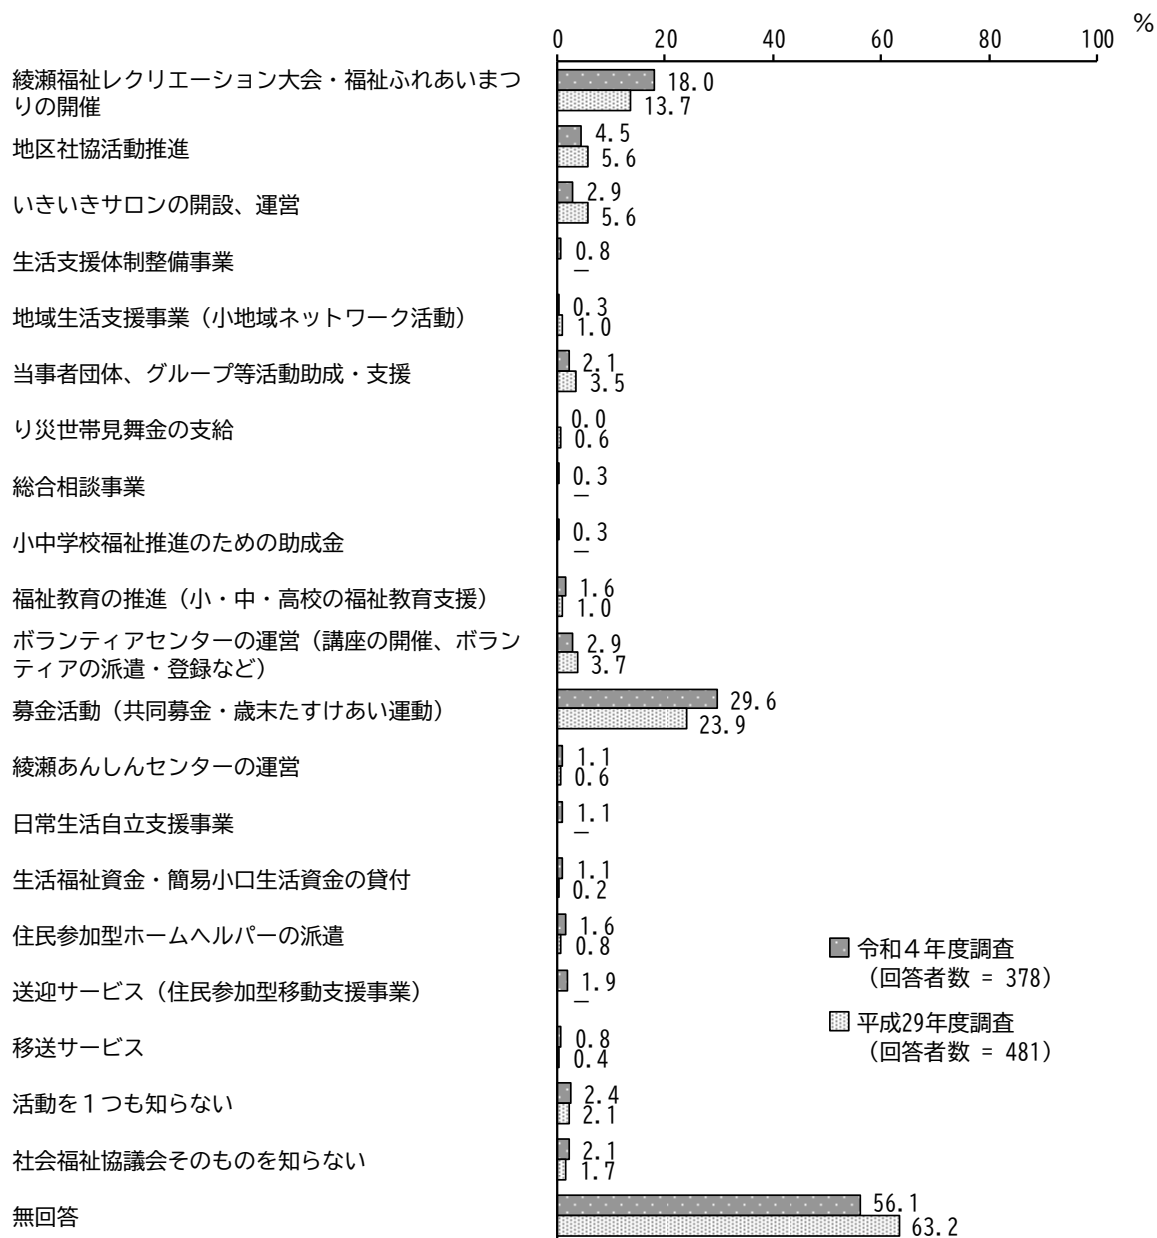 %
0 20 40 60 80 100
綾瀬福祉レクリエーション大会・福祉ふれあいまつ
りの開催
18.0
13.7
地区社協活動推進
4.5
5.6
いきいきサロンの開設、運営
2.9
5.6
生活支援体制整備事業
0.8
―
地域生活支援事業（小地域ネットワーク活動）
0.3
1.0
当事者団体、グループ等活動助成・支援
2.1
3.5
り災世帯見舞金の支給
0.0
0.6
総合相談事業
0.3
―
小中学校福祉推進のための助成金
0.3
―
福祉教育の推進（小・中・高校の福祉教育支援）
1.6
1.0
ボランティアセンターの運営（講座の開催、ボラン
ティアの派遣・登録など）
2.9
3.7
募金活動（共同募金・歳末たすけあい運動）
29.6
23.9
綾瀬あんしんセンターの運営
1.1
0.6
日常生活自立支援事業
1.1
―
生活福祉資金・簡易小口生活資金の貸付
1.1
0.2
住民参加型ホームヘルパーの派遣
1.6
0.8
送迎サービス（住民参加型移動支援事業）
1.9
―
移送サービス
0.8
0.4
活動を１つも知らない
2.4
2.1
社会福祉協議会そのものを知らない
2.1
1.7
無回答
56.1
63.2
令和４年度調査
（回答者数 = 378）
平成29年度調査
（回答者数 = 481）